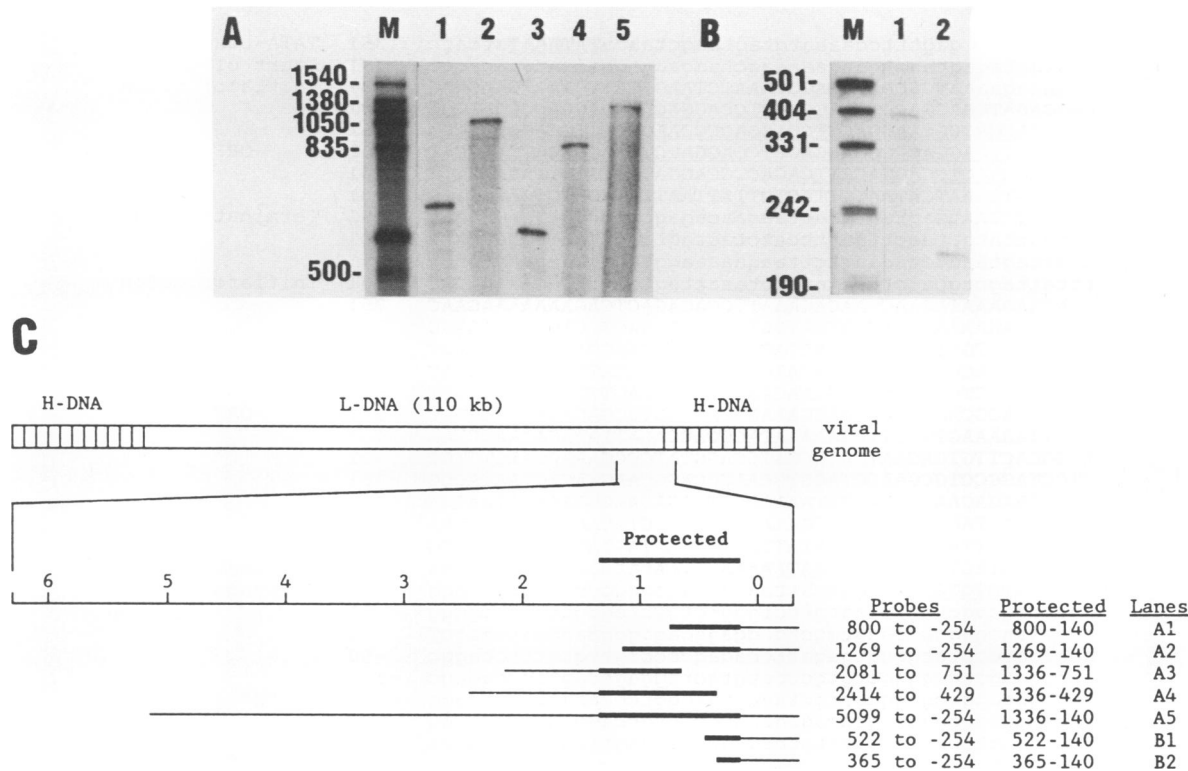 A M 1 2 3 4 5
1540-
1380-
1050-
835-
500-
B M 1 2
501-
404-
331-
242-
190-
C
H-DNA L-DNA (110 kb) H-DNA
viral
genome
Protected
6 5 4 3 2 1 0
Probes Protected Lanes
800 to -254 800-140 A1
1269 to -254 1269-140 A2
2081 to 751 1336-751 A3
2414 to 429 1336-429 A4
5099 to -254 1336-140 A5
522 to -254 522-140 B1
365 to -254 365-140 B2